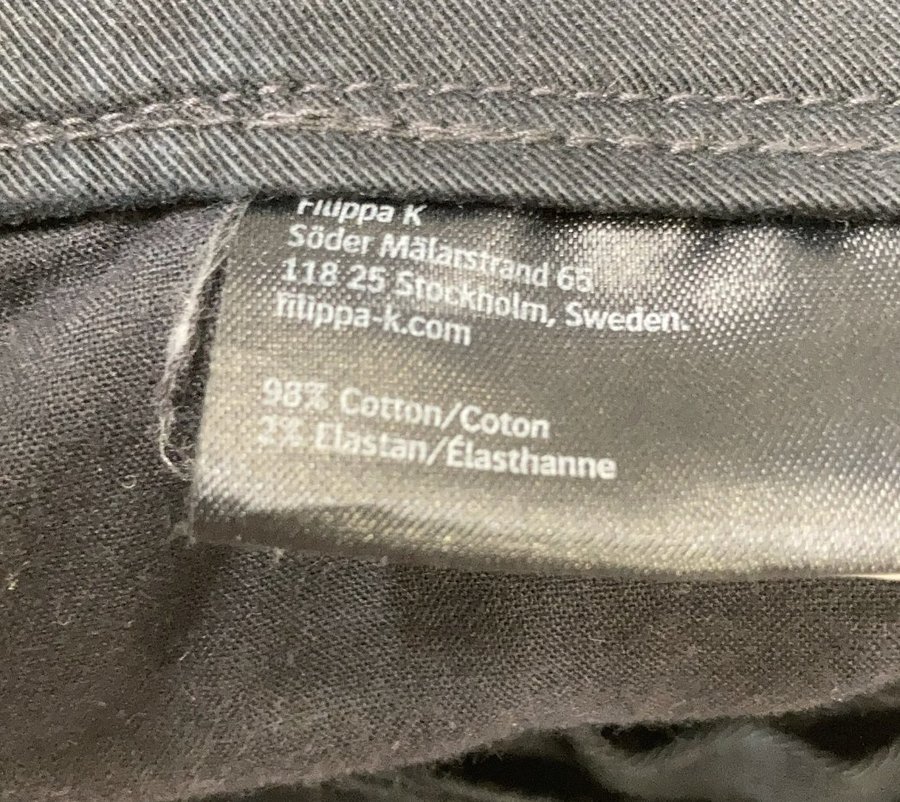 Filippa K
Söder Mälarstrand 65
118 25 Stockholm, Sweden.
filippa-k.com
98% Cotton/Coton
2% Elastan/Élasthanne